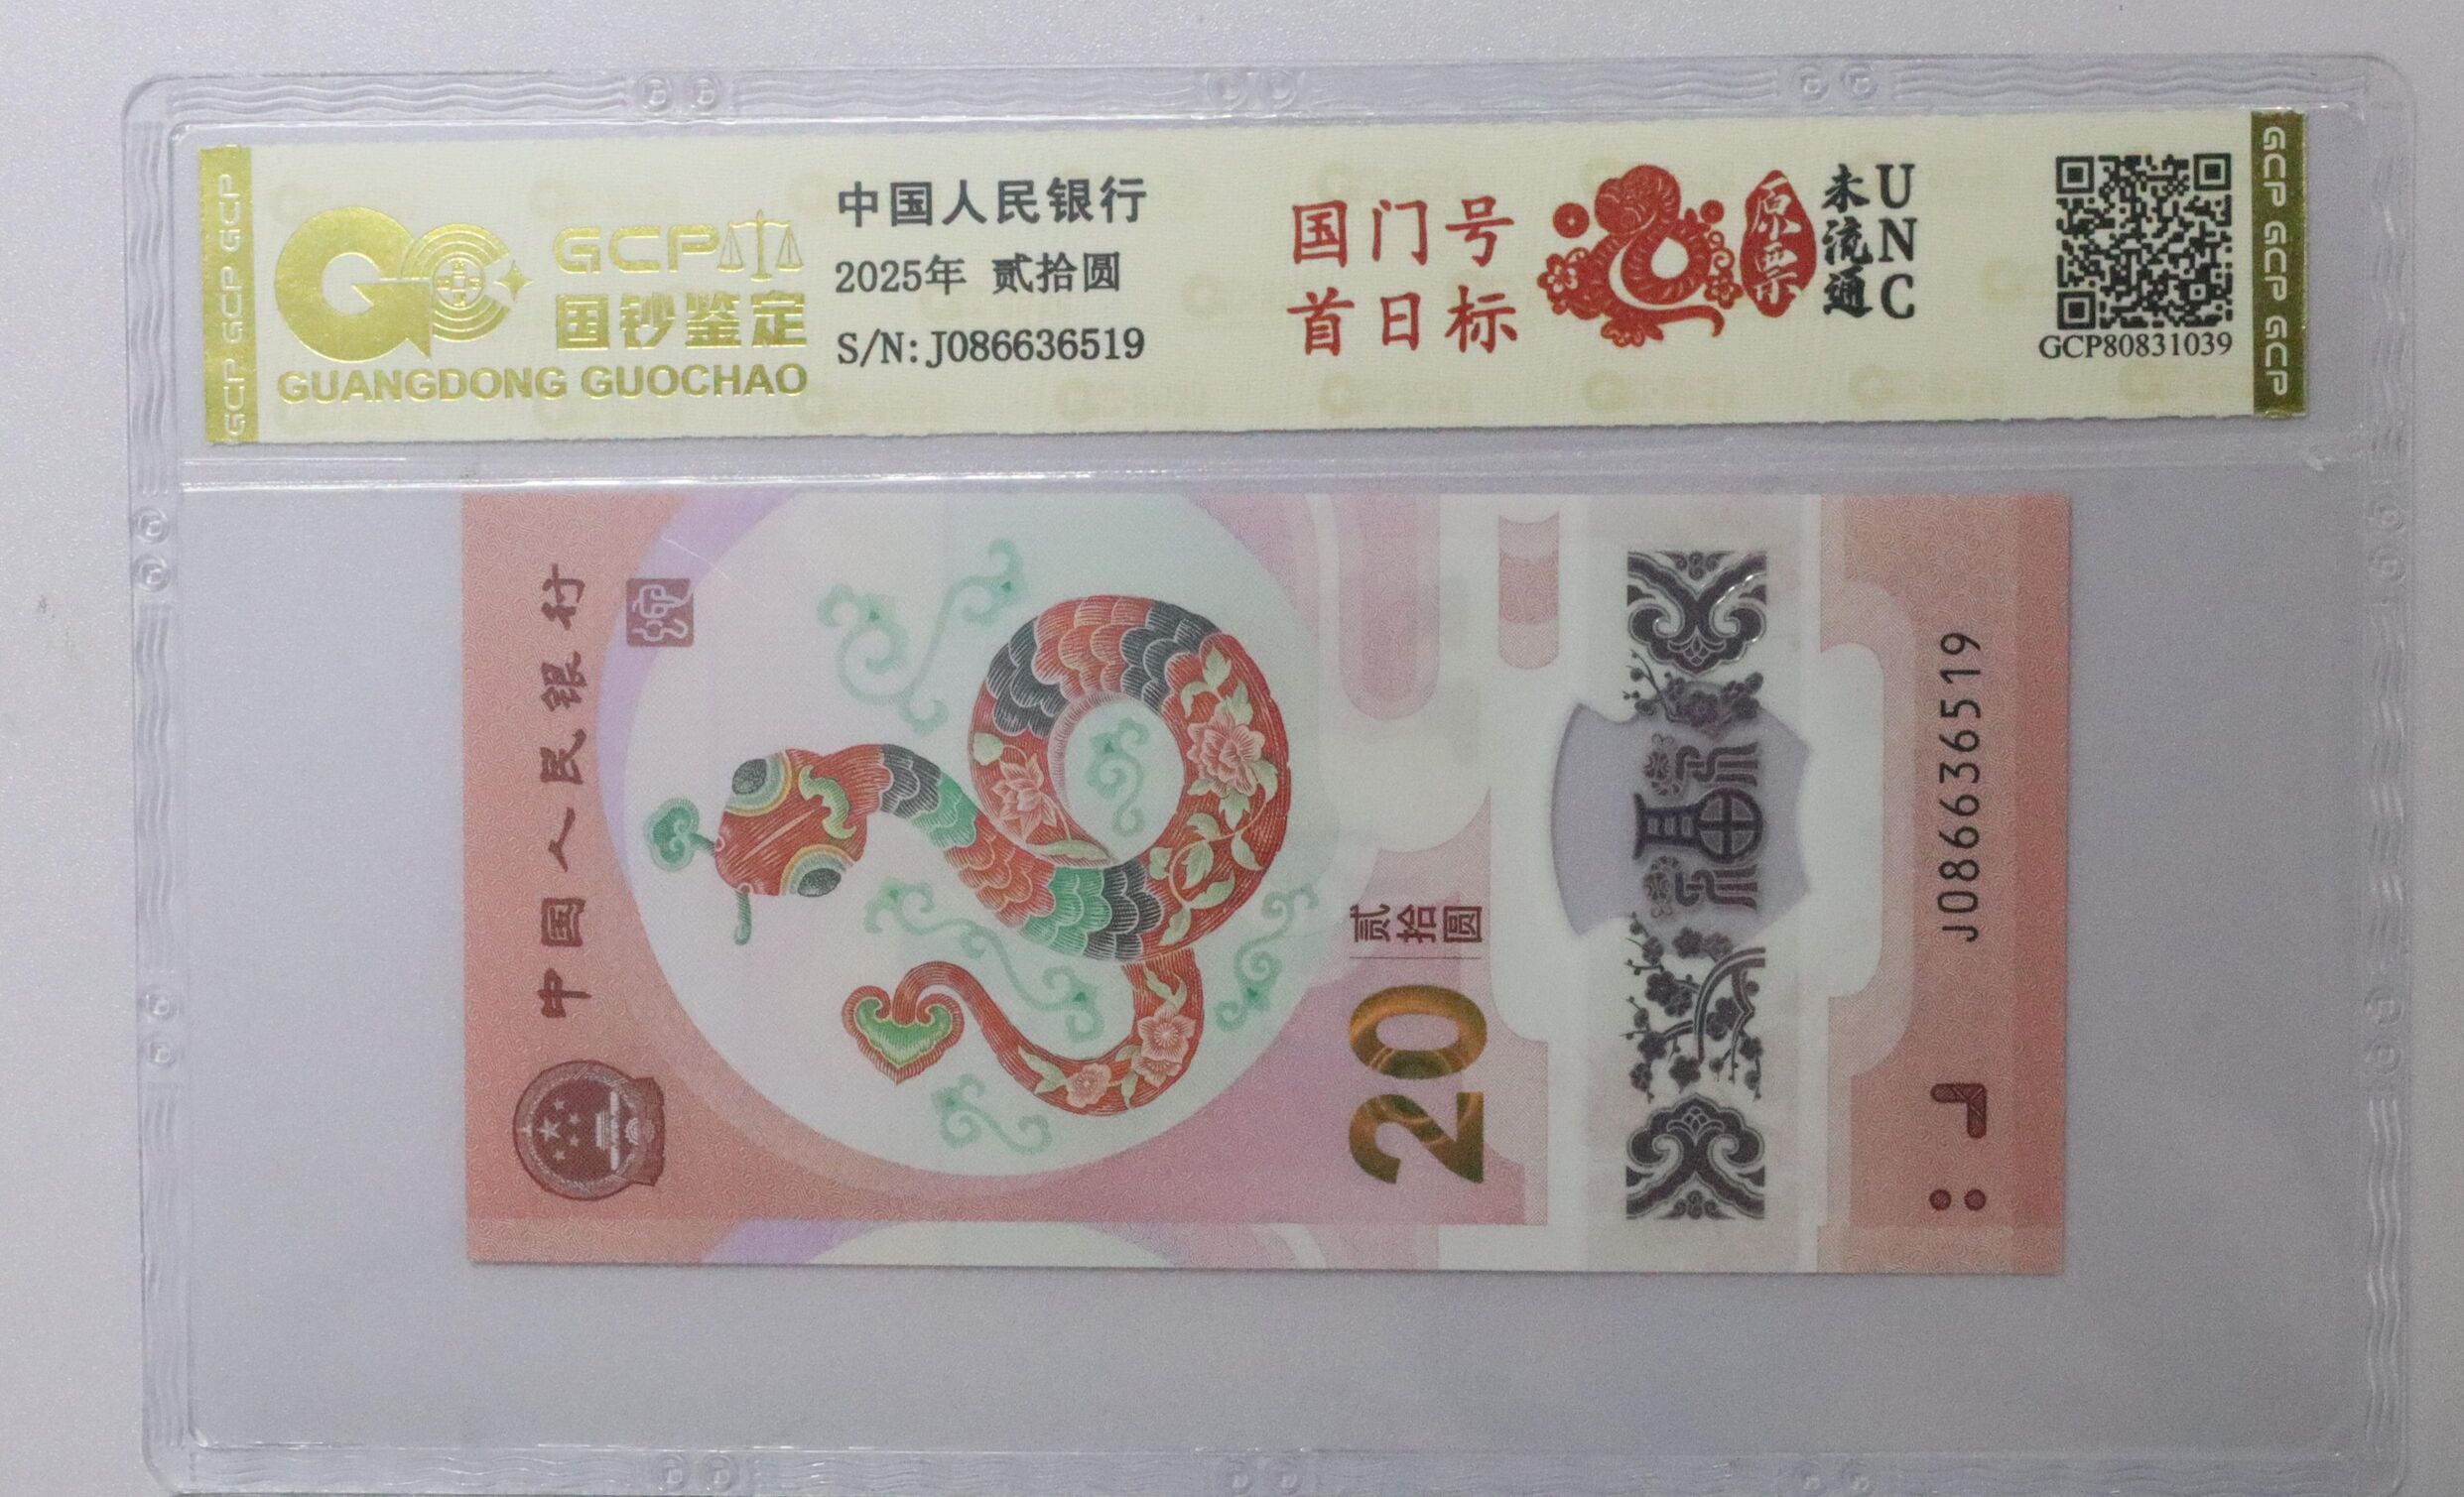 GCP GCP GCP
GCP
国钞鉴定
GUANGDONG GUOCHAO
中国人民银行
2025年 贰拾圆
S/N: J086636519
国门号
首日标
原票
未流通
UNC
GCP80831039
GCP GCP GCP GCP
中国人民银行
贰拾圆
20
福
J086636519